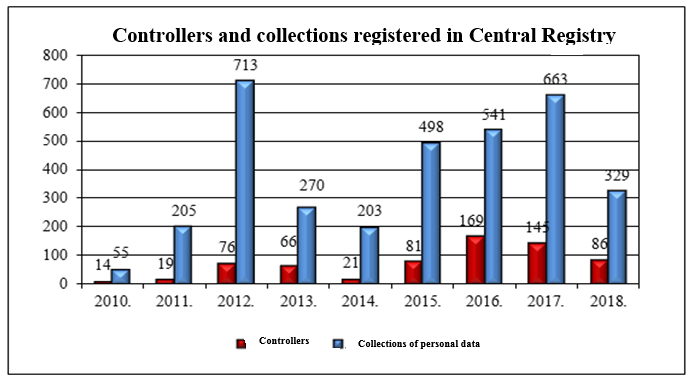 Controllers and collections registered in Central Registry
800
700
600
500
400
300
200
100
0
14 55 19 205 76 713 66 270 21 203 81 498 169 541 145 663 86 329
2010. 2011. 2012. 2013. 2014. 2015. 2016. 2017. 2018.
Controllers Collections of personal data